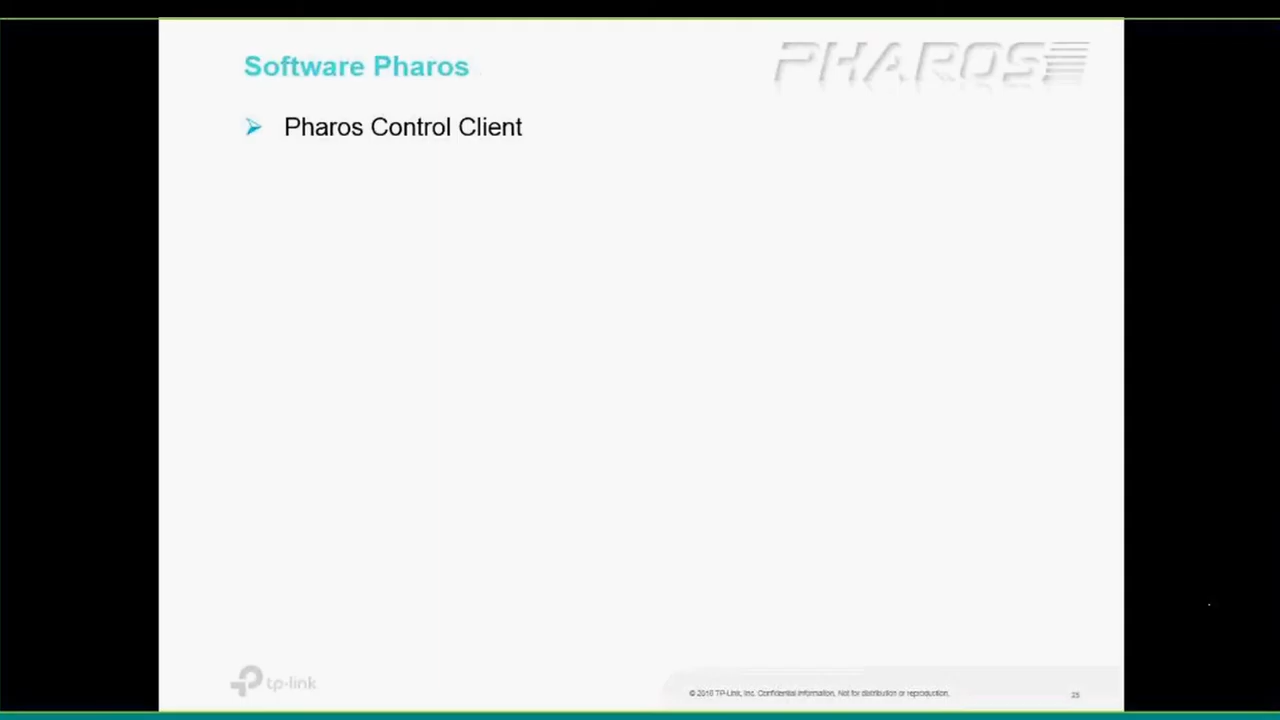 Software Pharos
PHAROS
Pharos Control Client
tp-link
© 2016 TP-Link, Inc. Confidential Information, Not for distribution or reproduction.
25